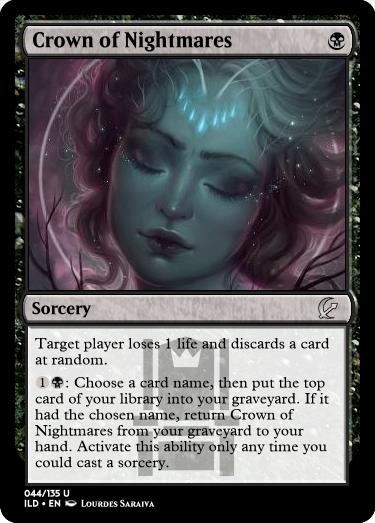 Crown of Nightmares
Sorcery
Target player loses 1 life and discards a card
at random.
1 : Choose a card name, then put the top
card of your library into your graveyard. If it
had the chosen name, return Crown of
Nightmares from your graveyard to your
hand. Activate this ability only any time you
could cast a sorcery.
044/135 U
ILD • EN Lourdes Saraiva